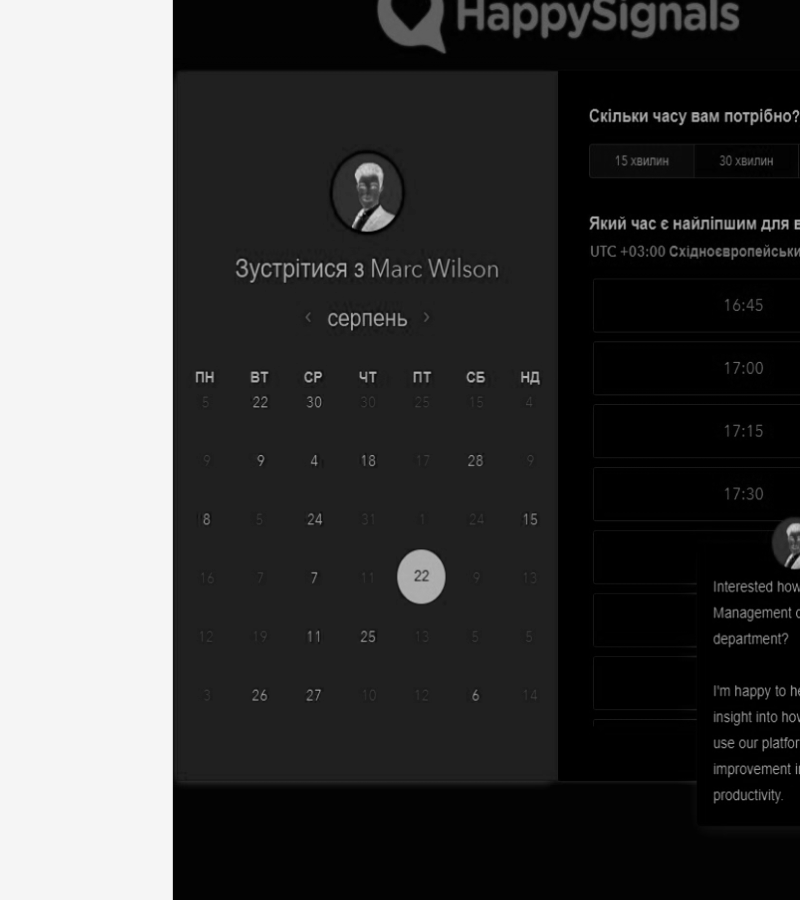 HappySignals
Зустрітися з Marc Wilson
‹ серпень ›
ПН ВТ СР ЧТ ПТ СБ НД
5 22 30 30 25 15 4
9 9 4 18 17 28 9
8 5 24 31 1 24 15
16 7 7 11 22 9 13
12 19 11 25 13 5 5
3 26 27 10 12 6 14
Скільки часу вам потрібно?
15 хвилин 30 хвилин
Який час є найліпшим для в
UTC +03:00 Східноєвропейськи
16:45
17:00
17:15
17:30
Interested how
Management o
department?
I'm happy to he
insight into how
use our platfor
improvement i
productivity.